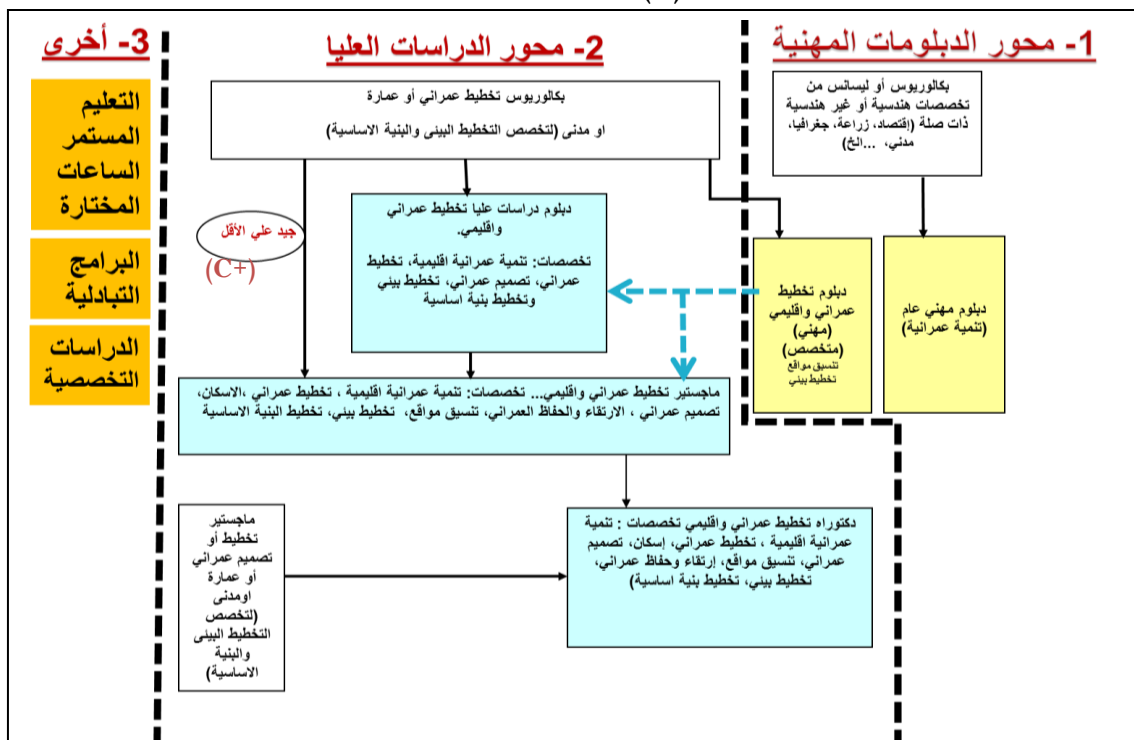 1- محور الدبلومات المهنية
بكالوريوس أو ليسانس من
تخصصات هندسية أو غير هندسية
ذات صلة (إقتصاد، زراعة، جغرافيا،
مدني، ...الخ)
دبلوم مهني عام
(تنمية عمرانية)
دبلوم تخطيط
عمراني واقليمي
(مهني)
(متخصص)
تنسيق مواقع
تخطيط بيئي
2- محور الدراسات العليا
بكالوريوس تخطيط عمراني أو عمارة
او مدنى (لتخصص التخطيط البيئى والبنية الاساسية)
جيد علي الأقل
(C+)
دبلوم دراسات عليا تخطيط عمراني
واقليمي.
تخصصات: تنمية عمرانية اقليمية، تخطيط
عمراني، تصميم عمراني، تخطيط بيئي
وتخطيط بنية اساسية
ماجستير تخطيط عمراني واقليمي... تخصصات: تنمية عمرانية اقليمية ، تخطيط عمراني ،الاسكان،
تصميم عمراني ، الارتقاء والحفاظ العمراني، تنسيق مواقع، تخطيط بيئي، تخطيط البنية الاساسية
دكتوراه تخطيط عمراني واقليمي تخصصات : تنمية
عمرانية اقليمية ، تخطيط عمراني، إسكان، تصميم
عمراني، تنسيق مواقع، إرتقاء وحفاظ عمراني،
تخطيط بيئي، تخطيط بنية اساسية)
ماجستير
تخطيط أو
تصميم عمراني
أو عمارة
اومدنى
(لتخصص
التخطيط البيئى
والبنية
الاساسية)
3- أخرى
التعليم
المستمر
الساعات
المختارة
البرامج
التبادلية
الدراسات
التخصصية